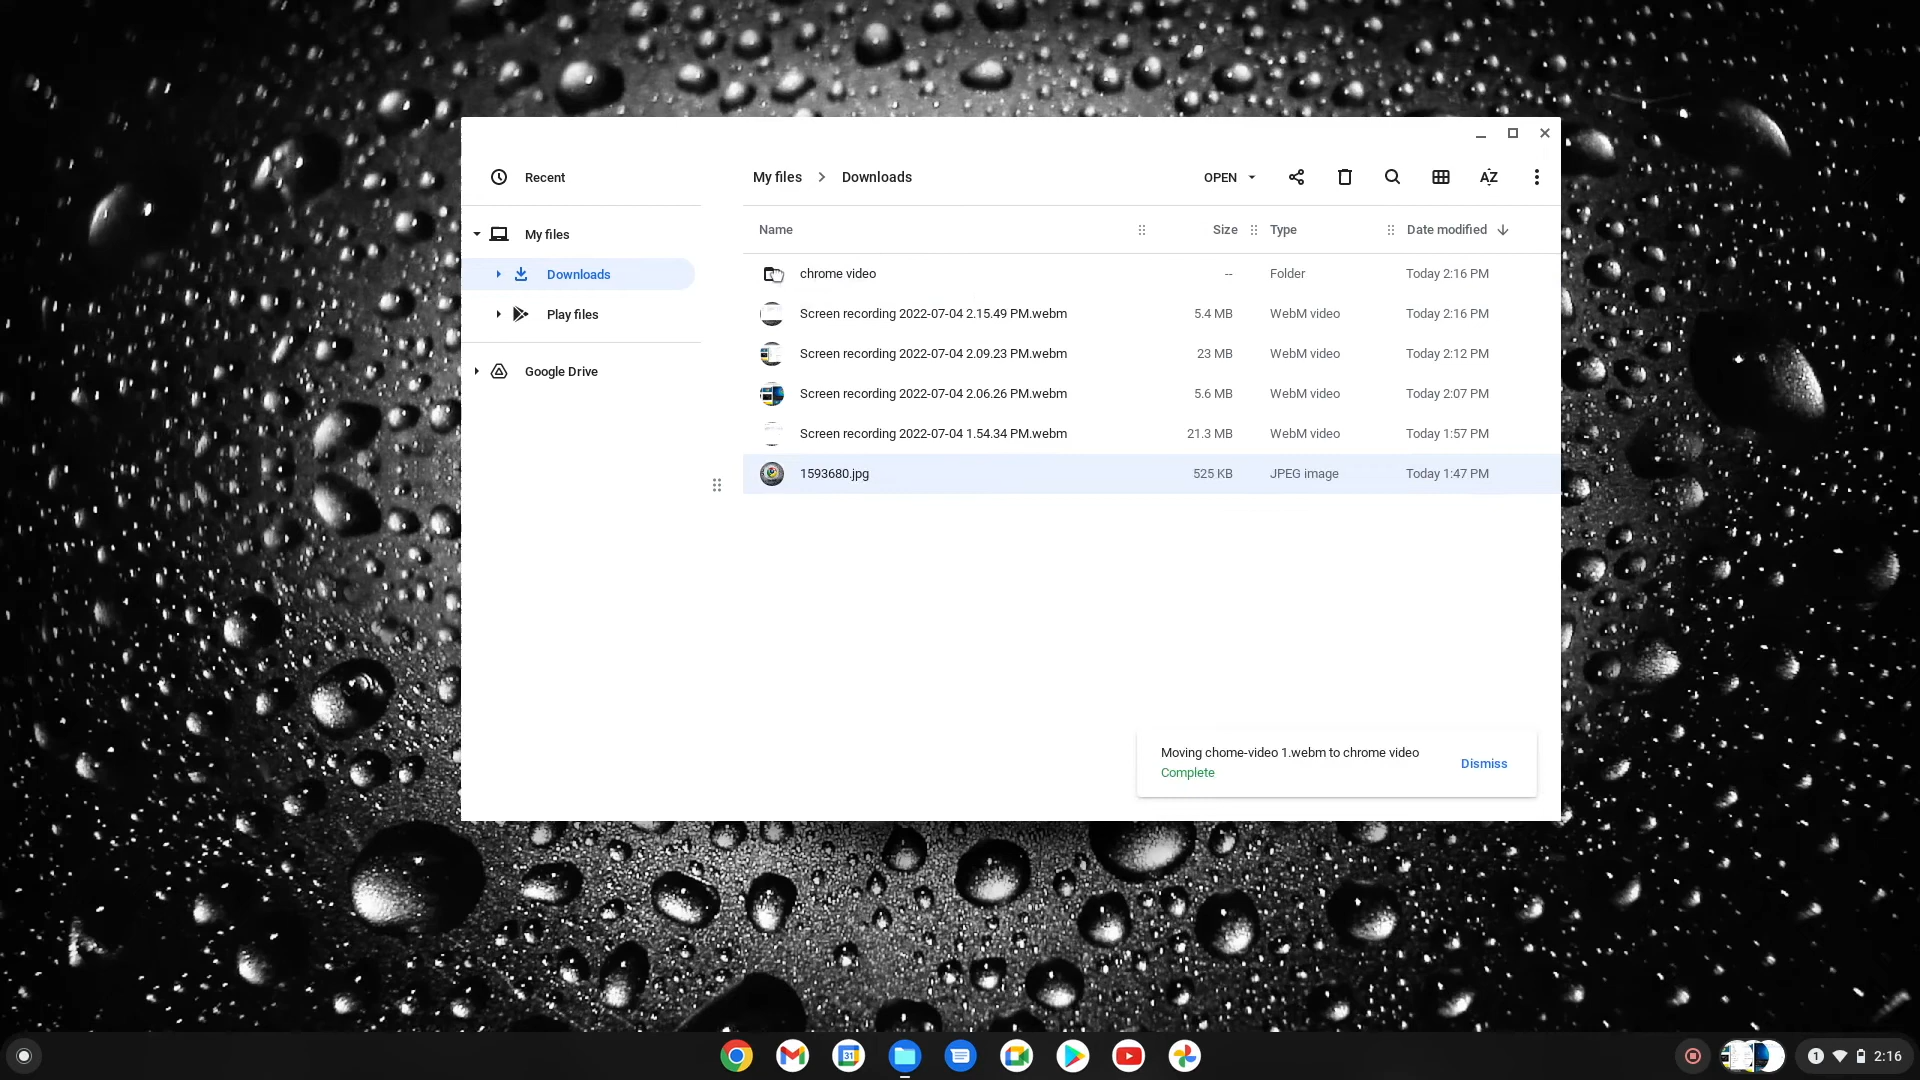 Recent
My files
Downloads
Play files
Google Drive
My files > Downloads
OPEN
AZ
Name Size Type Date modified
chrome video -- Folder Today 2:16 PM
Screen recording 2022-07-04 2.15.49 PM.webm 5.4 MB WebM video Today 2:16 PM
Screen recording 2022-07-04 2.09.23 PM.webm 23 MB WebM video Today 2:12 PM
Screen recording 2022-07-04 2.06.26 PM.webm 5.6 MB WebM video Today 2:07 PM
Screen recording 2022-07-04 1.54.34 PM.webm 21.3 MB WebM video Today 1:57 PM
1593680.jpg 525 KB JPEG image Today 1:47 PM
Moving chome-video 1.webm to chrome video
Complete
Dismiss
31
1 2:16